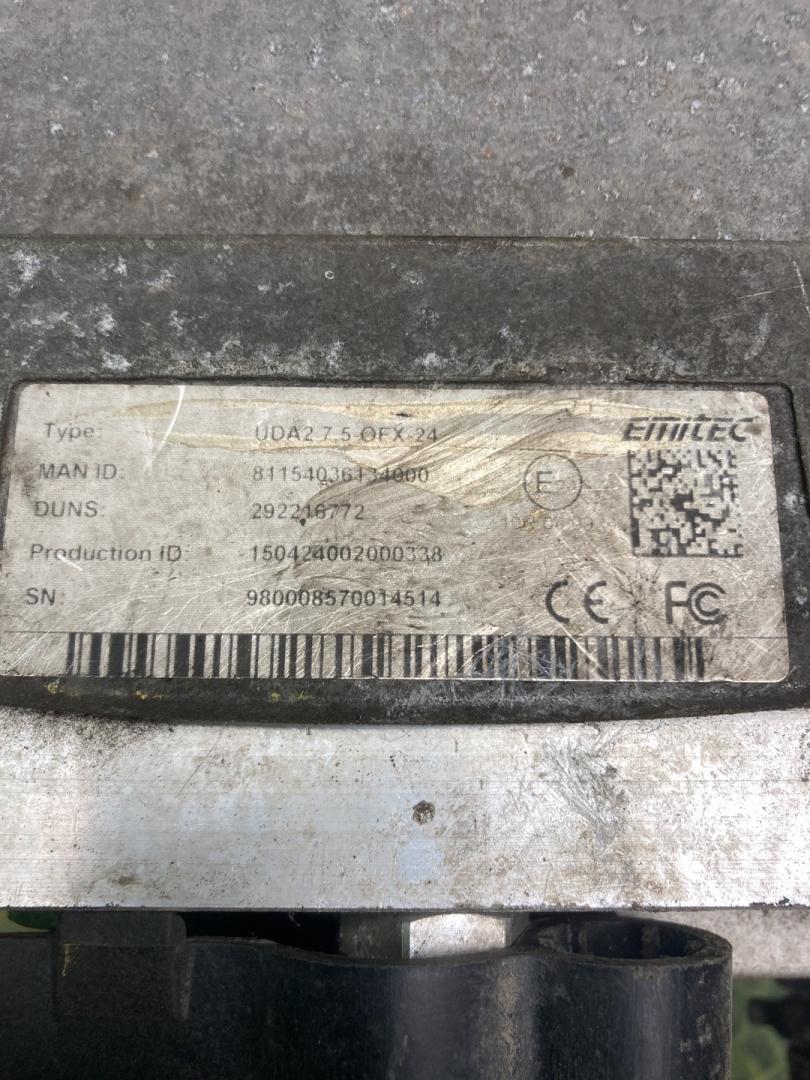 Type: UDA2 7.5 OFX 24
EMITEC
MAN ID: 81154036134000
E
DUNS: 292216772
Production ID: 150424002000338
SN: 980008570014514
CE FC